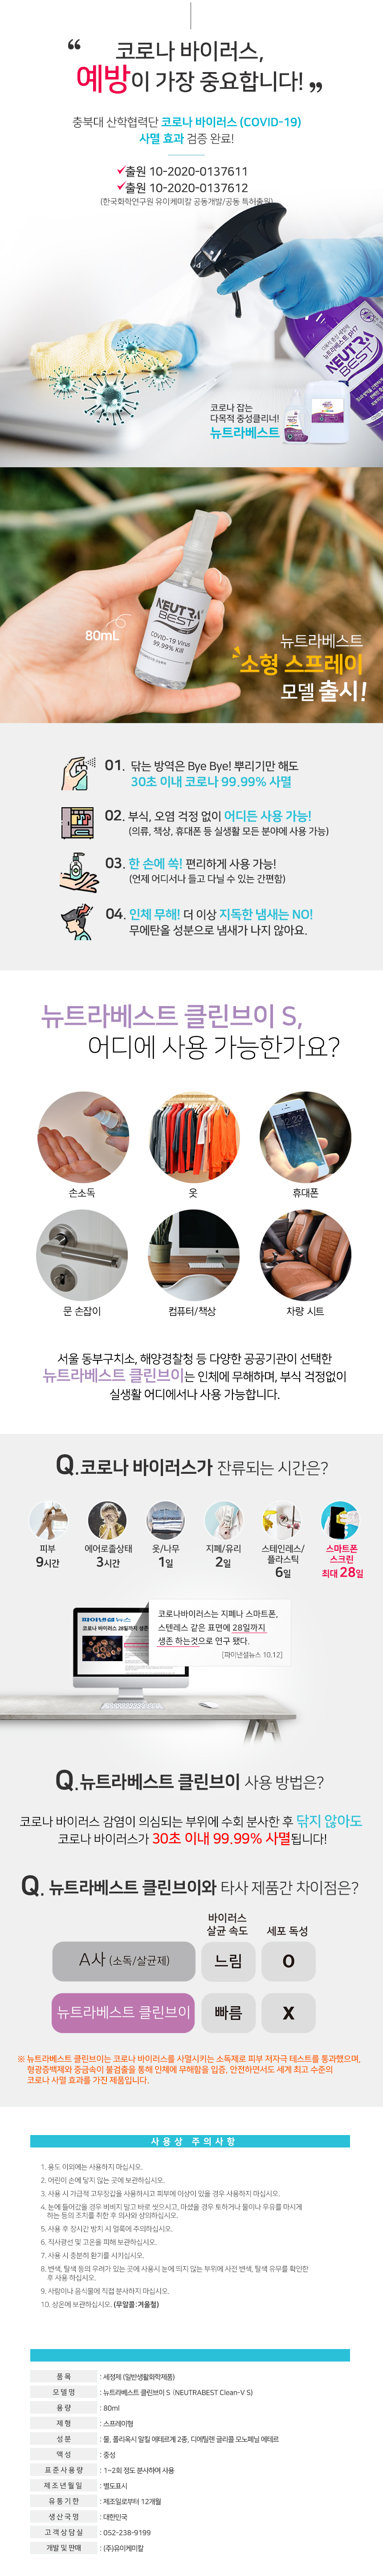 “ 코로나 바이러스,
예방이 가장 중요합니다! ”
충북대 산학협력단 코로나 바이러스 (COVID-19)
사멸 효과 검증 완료!
출원 10-2020-0137611
출원 10-2020-0137612
(한국화학연구원 유이케미칼 공동개발/공동 특허출원)
뉴트라베스트 pH7
NEUTRA
BEST
코로나 잡는
다목적 중성클리너!
뉴트라베스트
80mL
NEUTRA
BEST
COVID-19 Virus
99.99% Kill
뉴트라베스트
소형 스프레이
모델 출시!
01. 닦는 방역은 Bye Bye! 뿌리기만 해도
30초 이내 코로나 99.99% 사멸
02. 부식, 오염 걱정 없이 어디든 사용 가능!
(의류, 책상, 휴대폰 등 실생활 모든 분야에 사용 가능)
03. 한 손에 쏙! 편리하게 사용 가능!
(언제 어디서나 들고 다닐 수 있는 간편함)
04. 인체 무해! 더 이상 지독한 냄새는 NO!
무에탄올 성분으로 냄새가 나지 않아요.
뉴트라베스트 클린브이 S,
어디에 사용 가능한가요?
손소독
옷
휴대폰
문 손잡이
컴퓨터/책상
차량 시트
서울 동부구치소, 해양경찰청 등 다양한 공공기관이 선택한
뉴트라베스트 클린브이는 인체에 무해하며, 부식 걱정없이
실생활 어디에서나 사용 가능합니다.
Q.코로나 바이러스가 잔류되는 시간은?
피부
9시간
에어로졸상태
3시간
옷/나무
1일
지폐/유리
2일
스테인레스/
플라스틱
6일
스마트폰
스크린
최대 28일
파이낸셜뉴스
코로나 바이러스 28일까지 생존
코로나바이러스는 지폐나 스마트폰,
스텐레스 같은 표면에 28일까지
생존 하는것으로 연구 됐다.
[파이낸셜뉴스 10.12]
Q.뉴트라베스트 클린브이 사용 방법은?
코로나 바이러스 감염이 의심되는 부위에 수회 분사한 후 닦지 않아도
코로나 바이러스가 30초 이내 99.99% 사멸됩니다!
Q. 뉴트라베스트 클린브이와 타사 제품간 차이점은?
바이러스
살균 속도
세포 독성
A사 (소독/살균제)
느림
O
뉴트라베스트 클린브이
빠름
X
※ 뉴트라베스트 클린브이는 코로나 바이러스를 사멸시키는 소독제로 피부 저자극 테스트를 통과했으며,
형광증백제와 중금속이 불검출을 통해 인체에 무해함을 입증, 안전하면서도 세계 최고 수준의
코로나 사멸 효과를 가진 제품입니다.
사용상 주의사항
1. 용도 이외에는 사용하지 마십시오.
2. 어린이 손에 닿지 않는 곳에 보관하십시오.
3. 사용 시 가급적 고무장갑을 사용하시고 피부에 이상이 있을 경우 사용하지 마십시오.
4. 눈에 들어갔을 경우 비비지 말고 바로 씻으시고, 마셨을 경우 토하거나 물이나 우유를 마시게
하는 등의 조치를 취한 후 의사와 상의하십시오.
5. 사용 후 장시간 방치 시 얼룩에 주의하십시오.
6. 직사광선 및 고온을 피해 보관하십시오.
7. 사용 시 충분히 환기를 시키십시오.
8. 변색, 탈색 등의 우려가 있는 곳에 사용시 눈에 띄지 않는 부위에 사전 변색, 탈색 유무를 확인한
후 사용 하십시오.
9. 사람이나 음식물에 직접 분사하지 마십시오.
10. 상온에 보관하십시오. (무알콜:겨울철)
품목 : 세정제 (일반생활화학제품)
모델명 : 뉴트라베스트 클린브이 S (NEUTRABEST Clean-V S)
용량 : 80ml
제형 : 스프레이형
성분 : 물, 폴리옥시 알킬 에테르계 2종, 디에틸렌 글리콜 모노페닐 에테르
액성 : 중성
표준사용량 : 1~2회 정도 분사하여 사용
제조년월일 : 별도표시
유통기한 : 제조일로부터 12개월
생산국명 : 대한민국
고객상담실 : 052-238-9199
개발 및 판매 : (주)유이케미칼